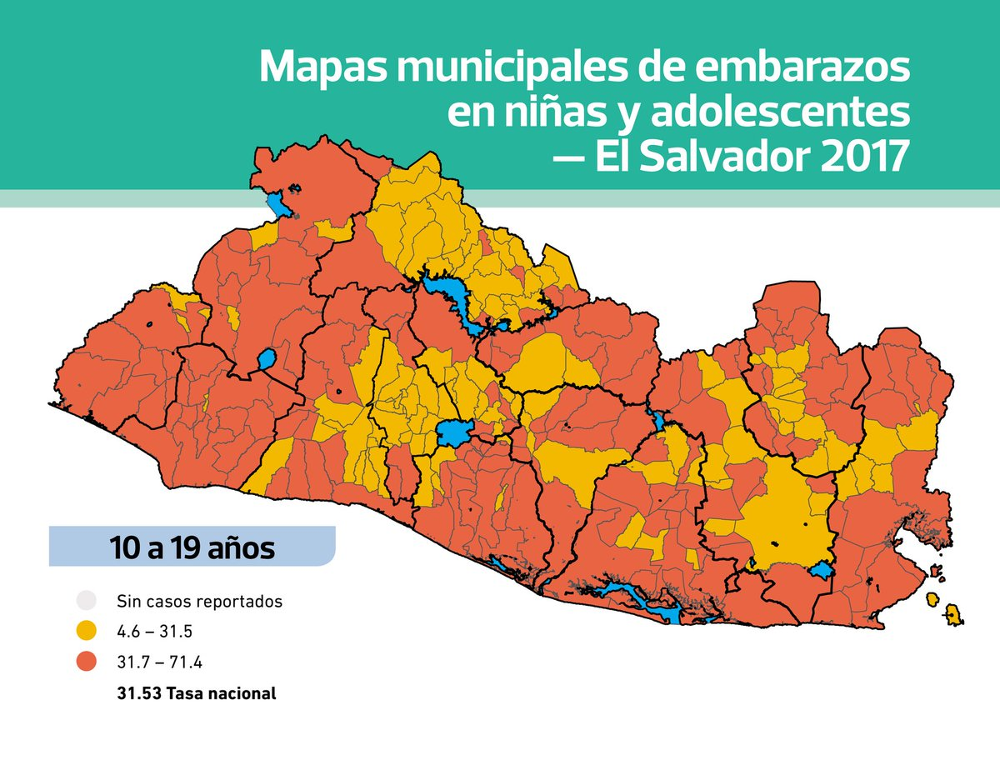 Mapas municipales de embarazos
en niñas y adolescentes
— El Salvador 2017
10 a 19 años
Sin casos reportados
4.6 – 31.5
31.7 – 71.4
31.53 Tasa nacional